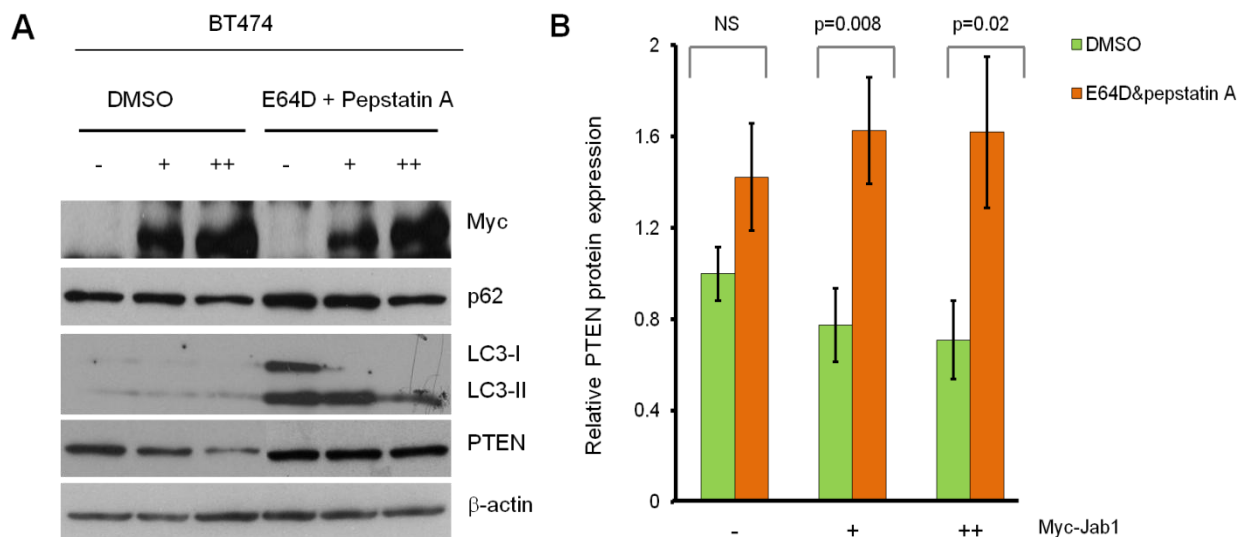 A
BT474
DMSO
E64D + Pepstatin A
- + ++ - + ++
Myc
p62
LC3-I
LC3-II
PTEN
β-actin
B
NS p=0.008 p=0.02
DMSO
E64D&pepstatin A
Relative PTEN protein expression
2
1.6
1.2
0.8
0.4
0
- + ++ Myc-Jab1